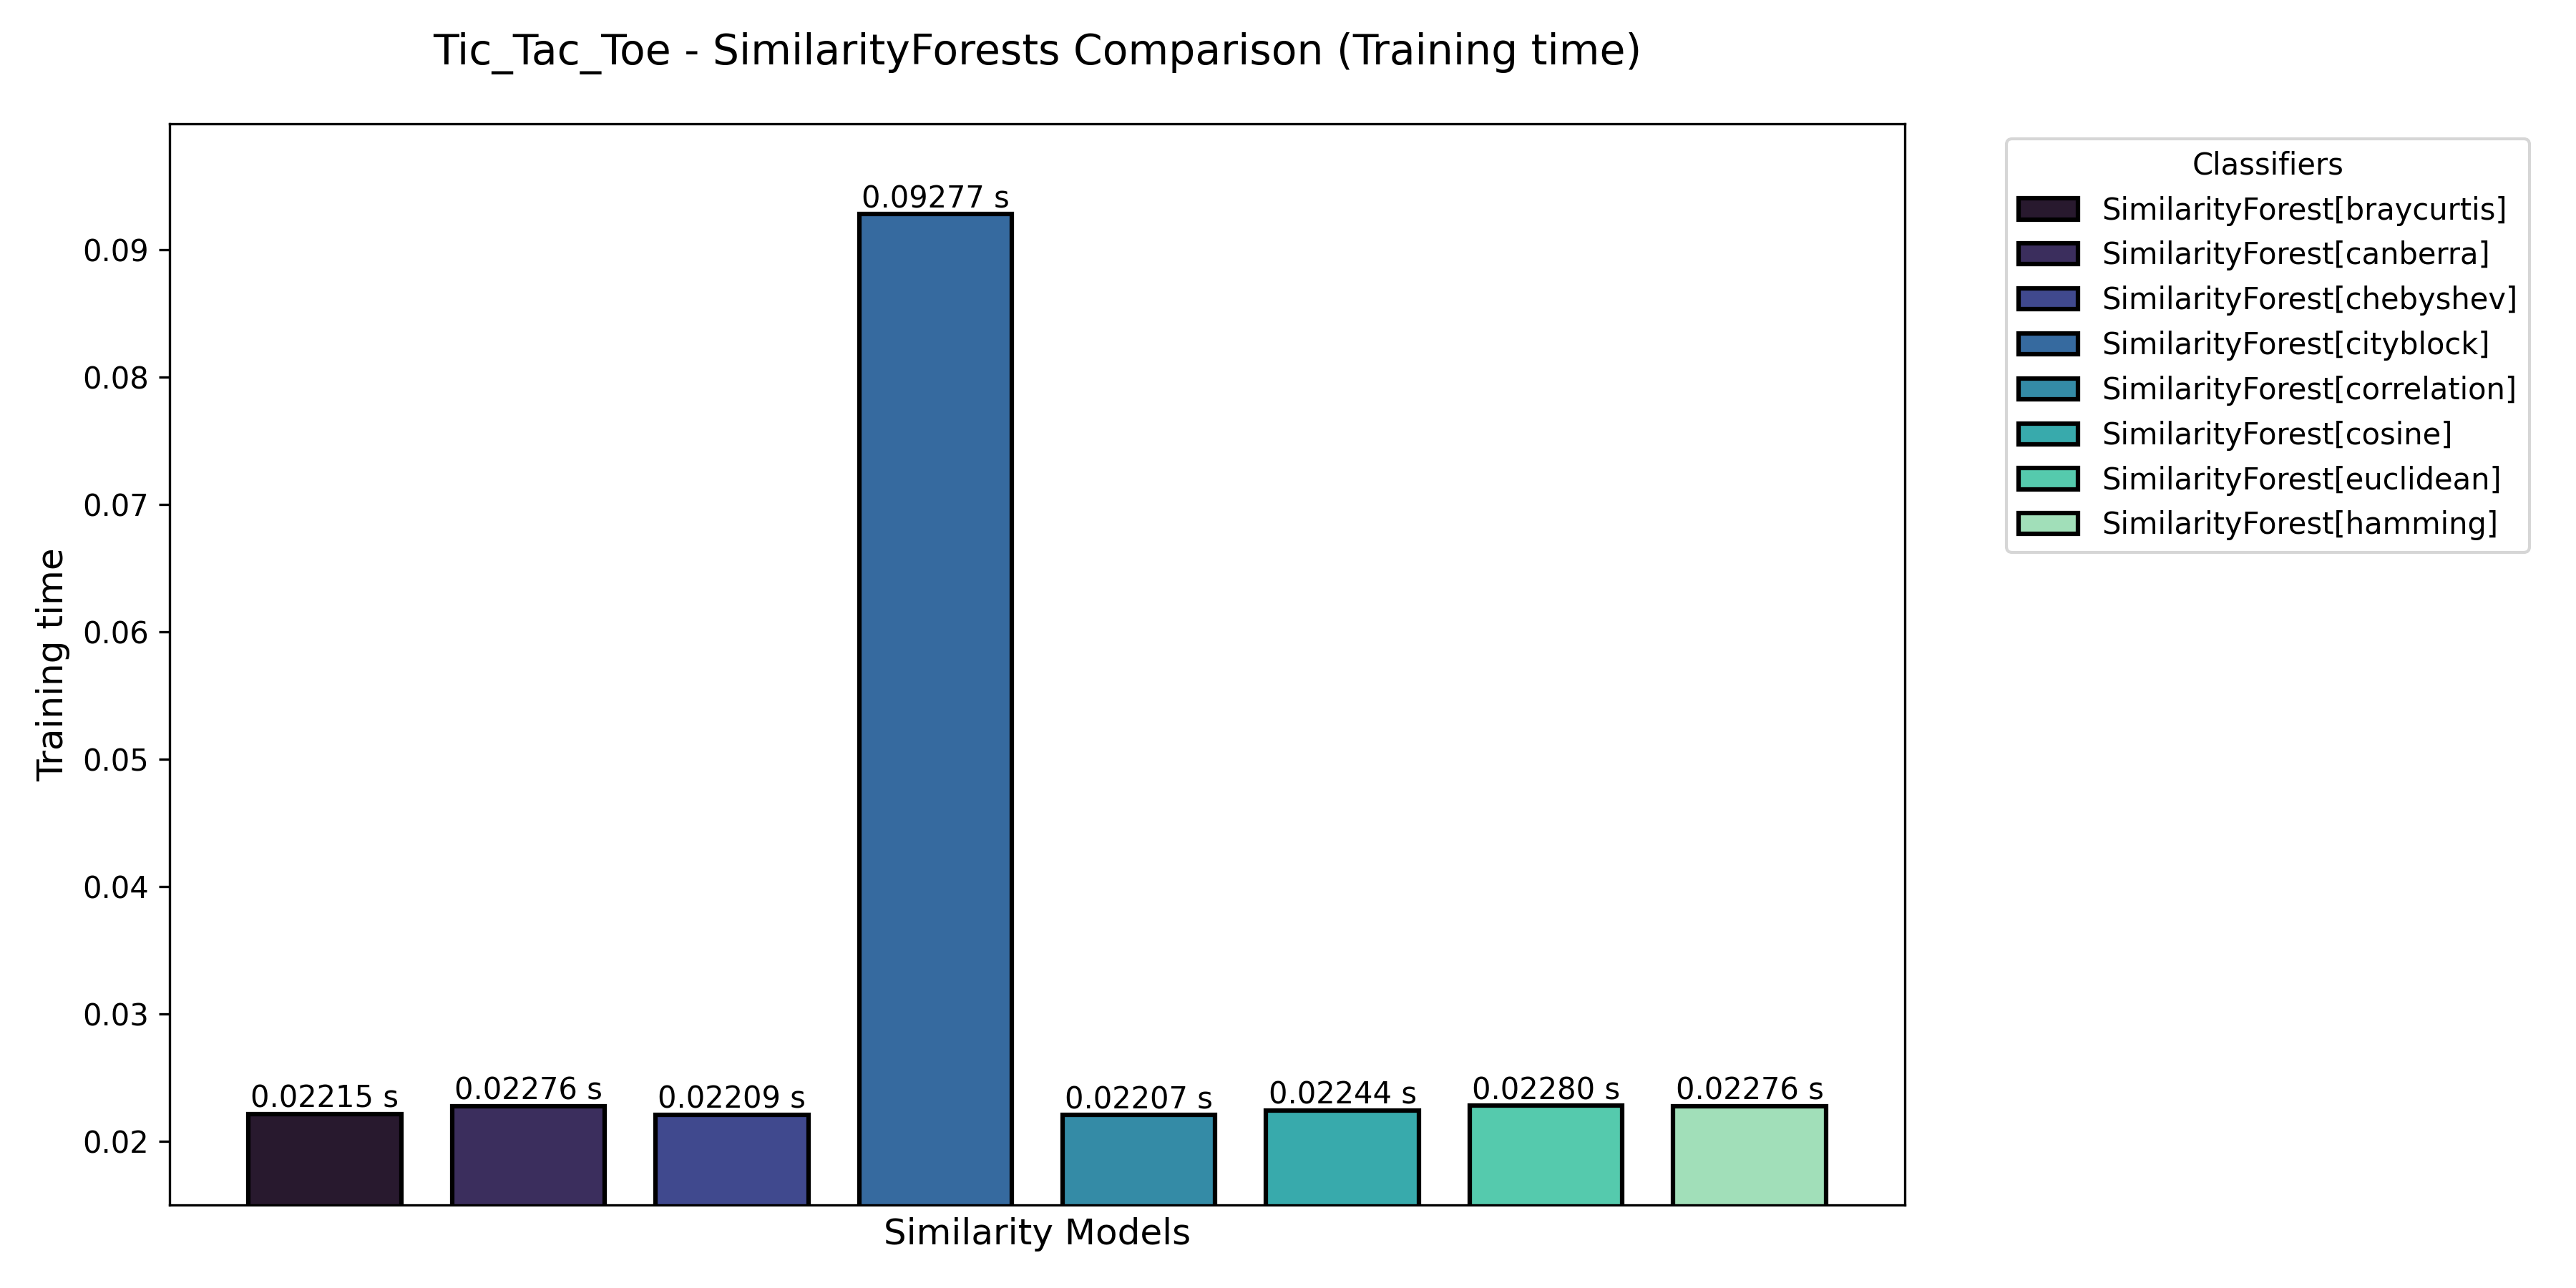 Tic_Tac_Toe - SimilarityForests Comparison (Training time)
Training time
0.09
0.08
0.07
0.06
0.05
0.04
0.03
0.02
0.02215 s
0.02276 s
0.02209 s
0.09277 s
0.02207 s
0.02244 s
0.02280 s
0.02276 s
Similarity Models
Classifiers
SimilarityForest[braycurtis]
SimilarityForest[canberra]
SimilarityForest[chebyshev]
SimilarityForest[cityblock]
SimilarityForest[correlation]
SimilarityForest[cosine]
SimilarityForest[euclidean]
SimilarityForest[hamming]